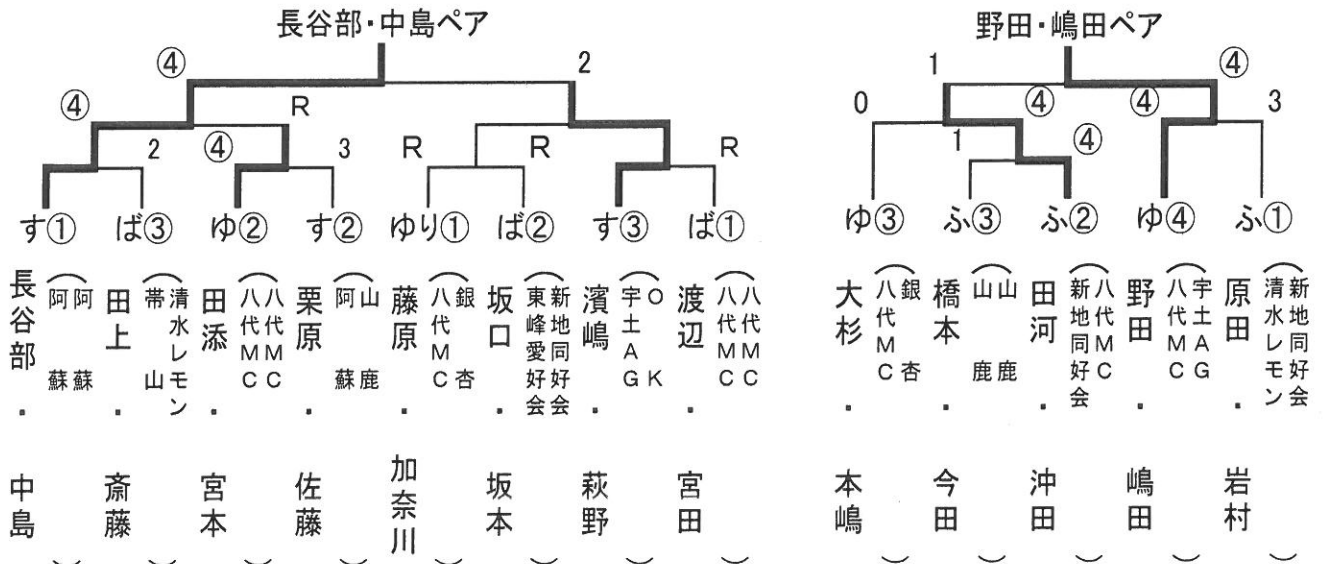 長谷部・中島ペア 野田・嶋田ペア
④ 2 1 ④
④ R 0 ④ ④ 3
2 ④ 3 R R R 1 ④
す① ば③ ゆ② す② ゆり① ば② す③ ば① ゆ③ ふ③ ふ② ゆ④ ふ①
長谷部・中島（阿蘇 阿蘇）
田上・斎藤（帯山 清水レモン）
田添・宮本（八代MC 八代MC）
栗原・佐藤（阿蘇 山鹿）
藤原・加奈川（八代MC 銀杏）
坂口・坂本（東峰愛好会 新地同好会）
濱嶋・萩野（宇土AG OK）
渡辺・宮田（八代MC 八代MC）
大杉・本嶋（八代MC 銀杏）
橋本・今田（山鹿 山鹿）
田河・沖田（新地同好会 八代MC）
野田・嶋田（八代MC 宇土AG）
原田・岩村（清水レモン 新地同好会）